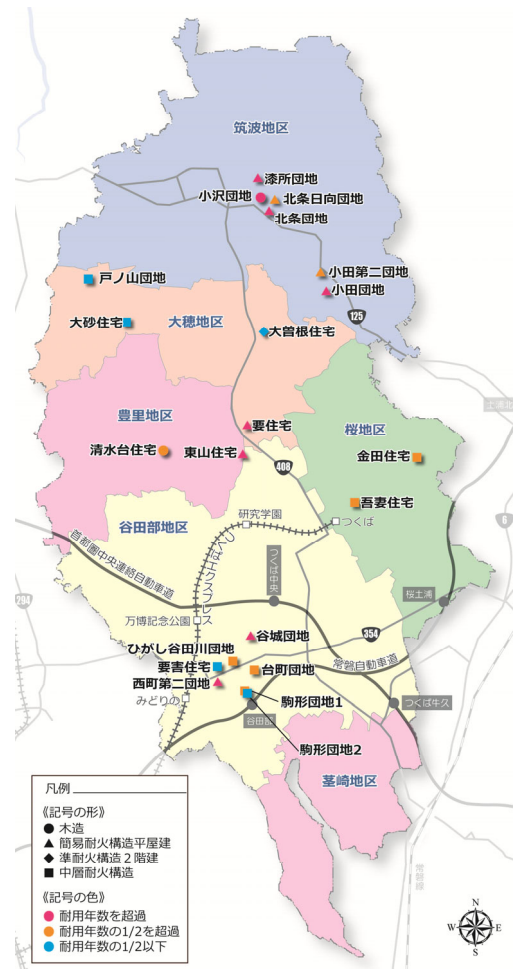 筑波地区
漆所団地
小沢団地
北条日向団地
北条団地
戸ノ山団地
小田第二団地
小田団地
大砂住宅
大穂地区
大曽根住宅
125
豊里地区
要住宅
桜地区
清水台住宅
東山住宅
金田住宅
408
吾妻住宅
谷田部地区
研究学園
つくば
6
首都圏中央連絡自動車道
つくばエクスプレス
つくば中央
294
桜土浦
万博記念公園
谷城団地
354
ひがし谷田川団地
要害住宅
台町団地
常磐自動車道
西町第二団地
みどりの
駒形団地1
つくば牛久
谷田部
駒形団地2
茎崎地区
常磐線
凡例
《記号の形》
木造
簡易耐火構造平屋建
準耐火構造2階建
中層耐火構造
《記号の色》
耐用年数を超過
耐用年数の1/2を超過
耐用年数の1/2以下
N
W
E
S